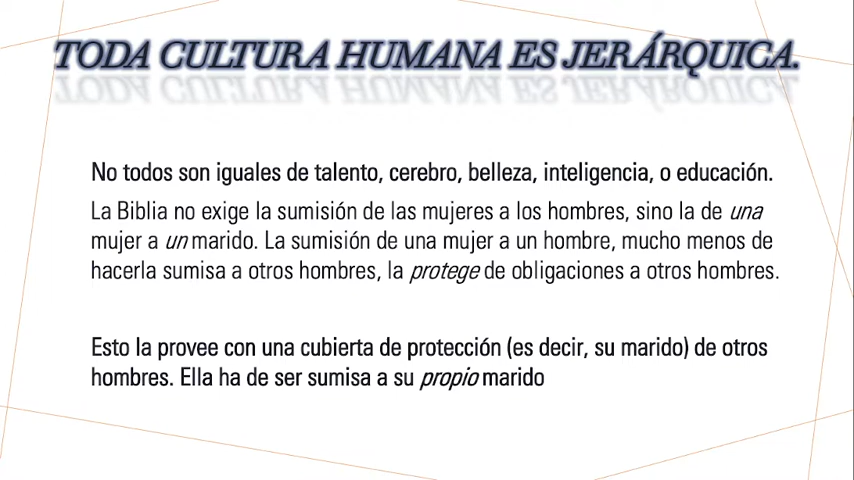 TODA CULTURA HUMANA ES JERÁRQUICA.
No todos son iguales de talento, cerebro, belleza, inteligencia, o educación.
La Biblia no exige la sumisión de las mujeres a los hombres, sino la de una
mujer a un marido. La sumisión de una mujer a un hombre, mucho menos de
hacerla sumisa a otros hombres, la protege de obligaciones a otros hombres.
Esto la provee con una cubierta de protección (es decir, su marido) de otros
hombres. Ella ha de ser sumisa a su propio marido